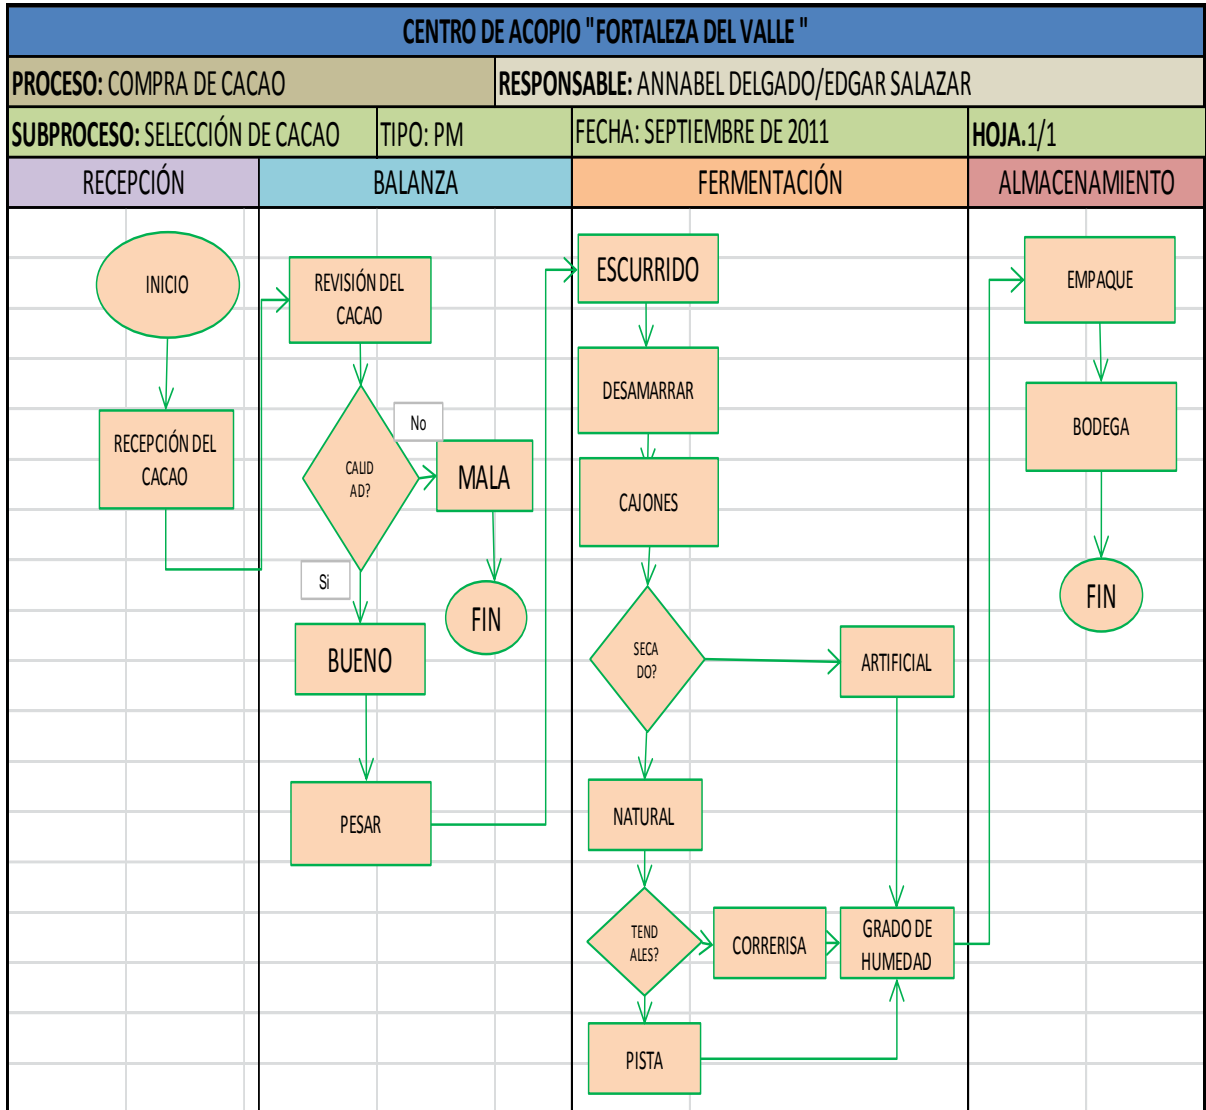 CENTRO DE ACOPIO "FORTALEZA DEL VALLE "
PROCESO: COMPRA DE CACAO
RESPONSABLE: ANNABEL DELGADO/EDGAR SALAZAR
SUBPROCESO: SELECCIÓN DE CACAO
TIPO: PM
FECHA: SEPTIEMBRE DE 2011
HOJA.1/1
RECEPCIÓN
BALANZA
FERMENTACIÓN
ALMACENAMIENTO
INICIO
RECEPCIÓN DEL
CACAO
REVISIÓN DEL
CACAO
CALID
AD?
No
MALA
FIN
Si
BUENO
PESAR
ESCURRIDO
DESAMARRAR
CAJONES
SECA
DO?
ARTIFICIAL
NATURAL
TEND
ALES?
CORRERISA
GRADO DE
HUMEDAD
PISTA
EMPAQUE
BODEGA
FIN